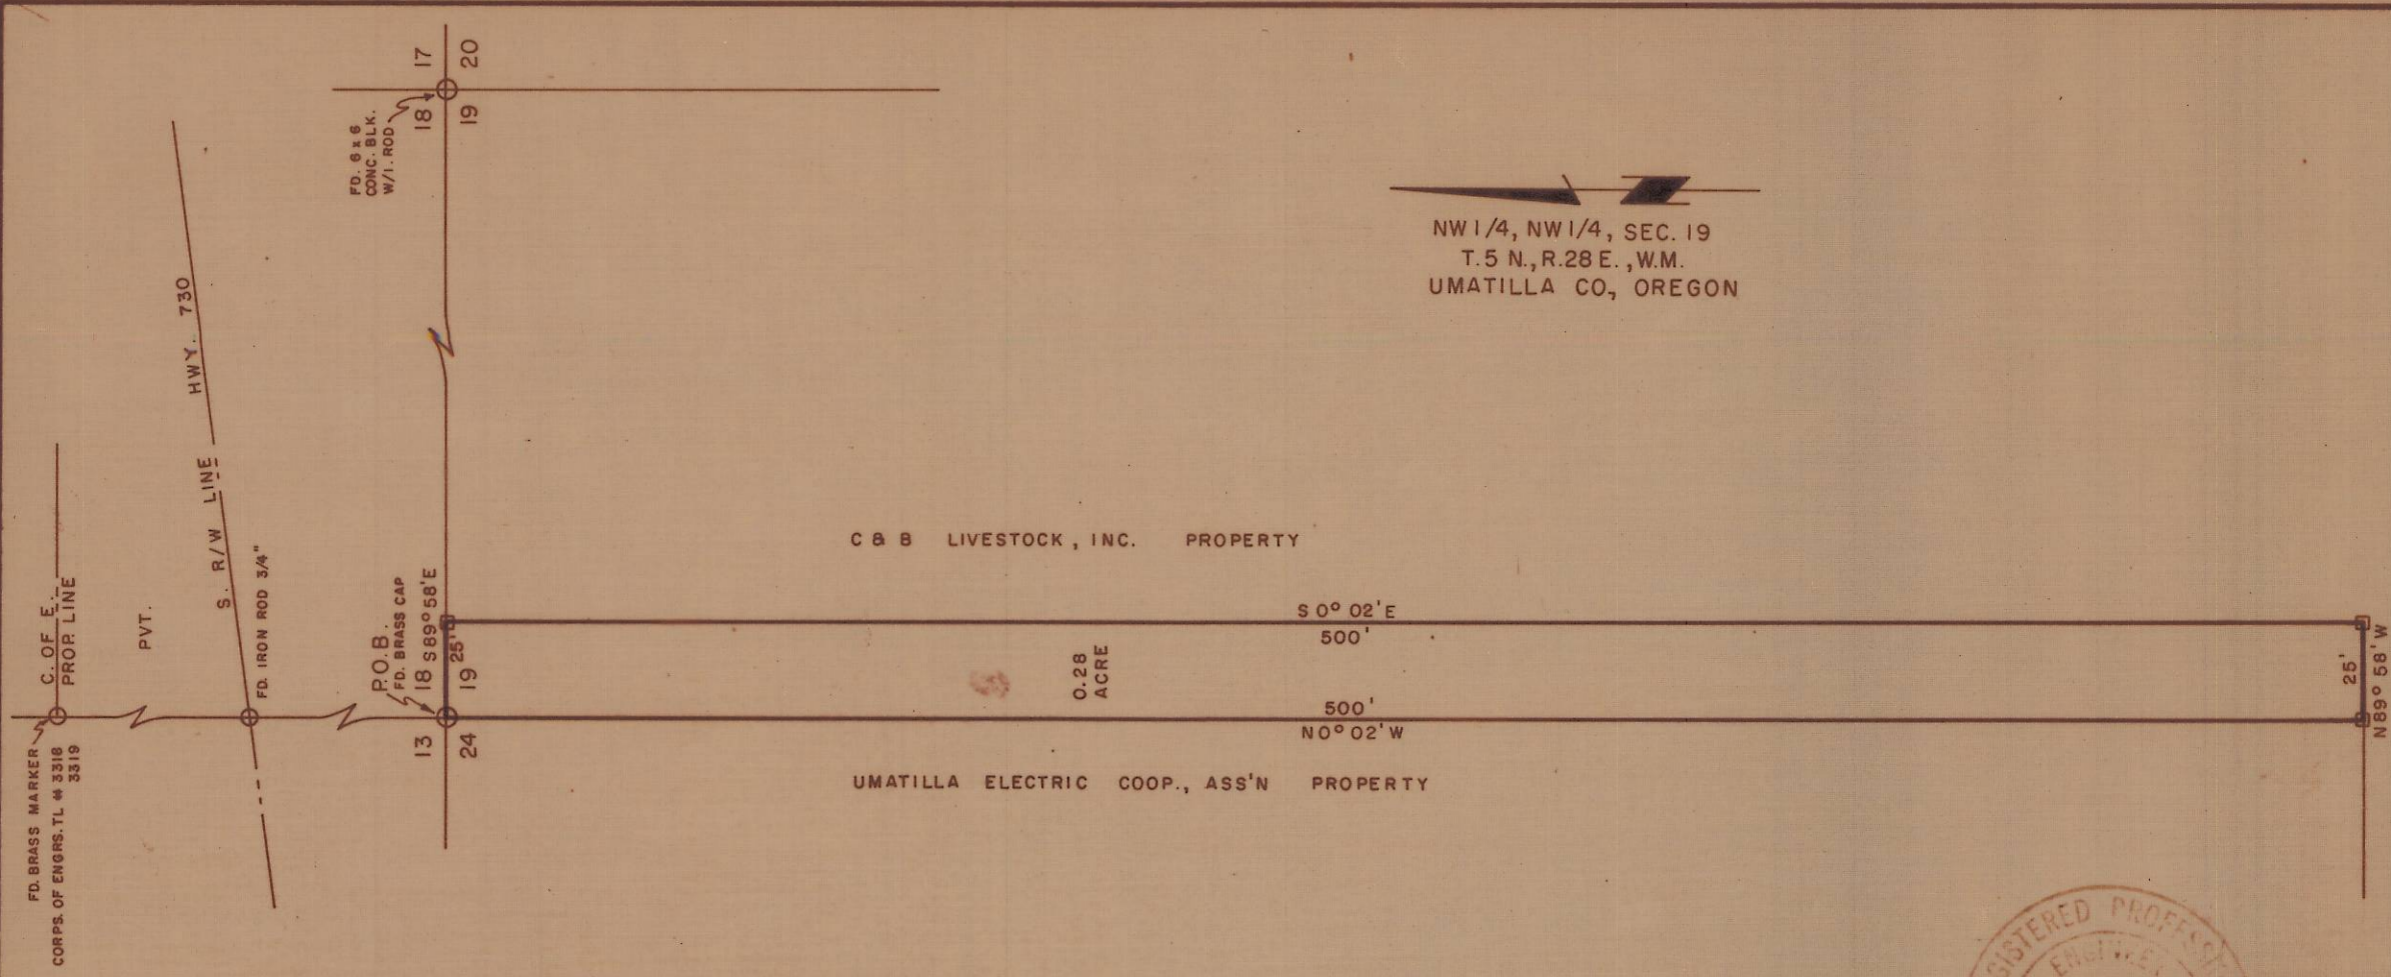 17
20
18
19
FD. 6 x 6
CONC. BLK.
W/I. ROD
NW 1/4, NW 1/4, SEC. 19
T. 5 N., R. 28 E., W.M.
UMATILLA CO., OREGON
HWY. 730
S. R/W LINE
C. OF E.
PROP. LINE
PVT.
FD. IRON ROD 3/4"
P.O.B.
FD. BRASS CAP
18
S 89° 58' E
25'
19
13
24
C & B LIVESTOCK, INC. PROPERTY
S 0° 02' E
500'
0.28
ACRE
500'
N 0° 02' W
25'
N 89° 58' W
UMATILLA ELECTRIC COOP., ASS'N PROPERTY
FD. BRASS MARKER
CORPS. OF ENGRS. TL ## 3318
3319